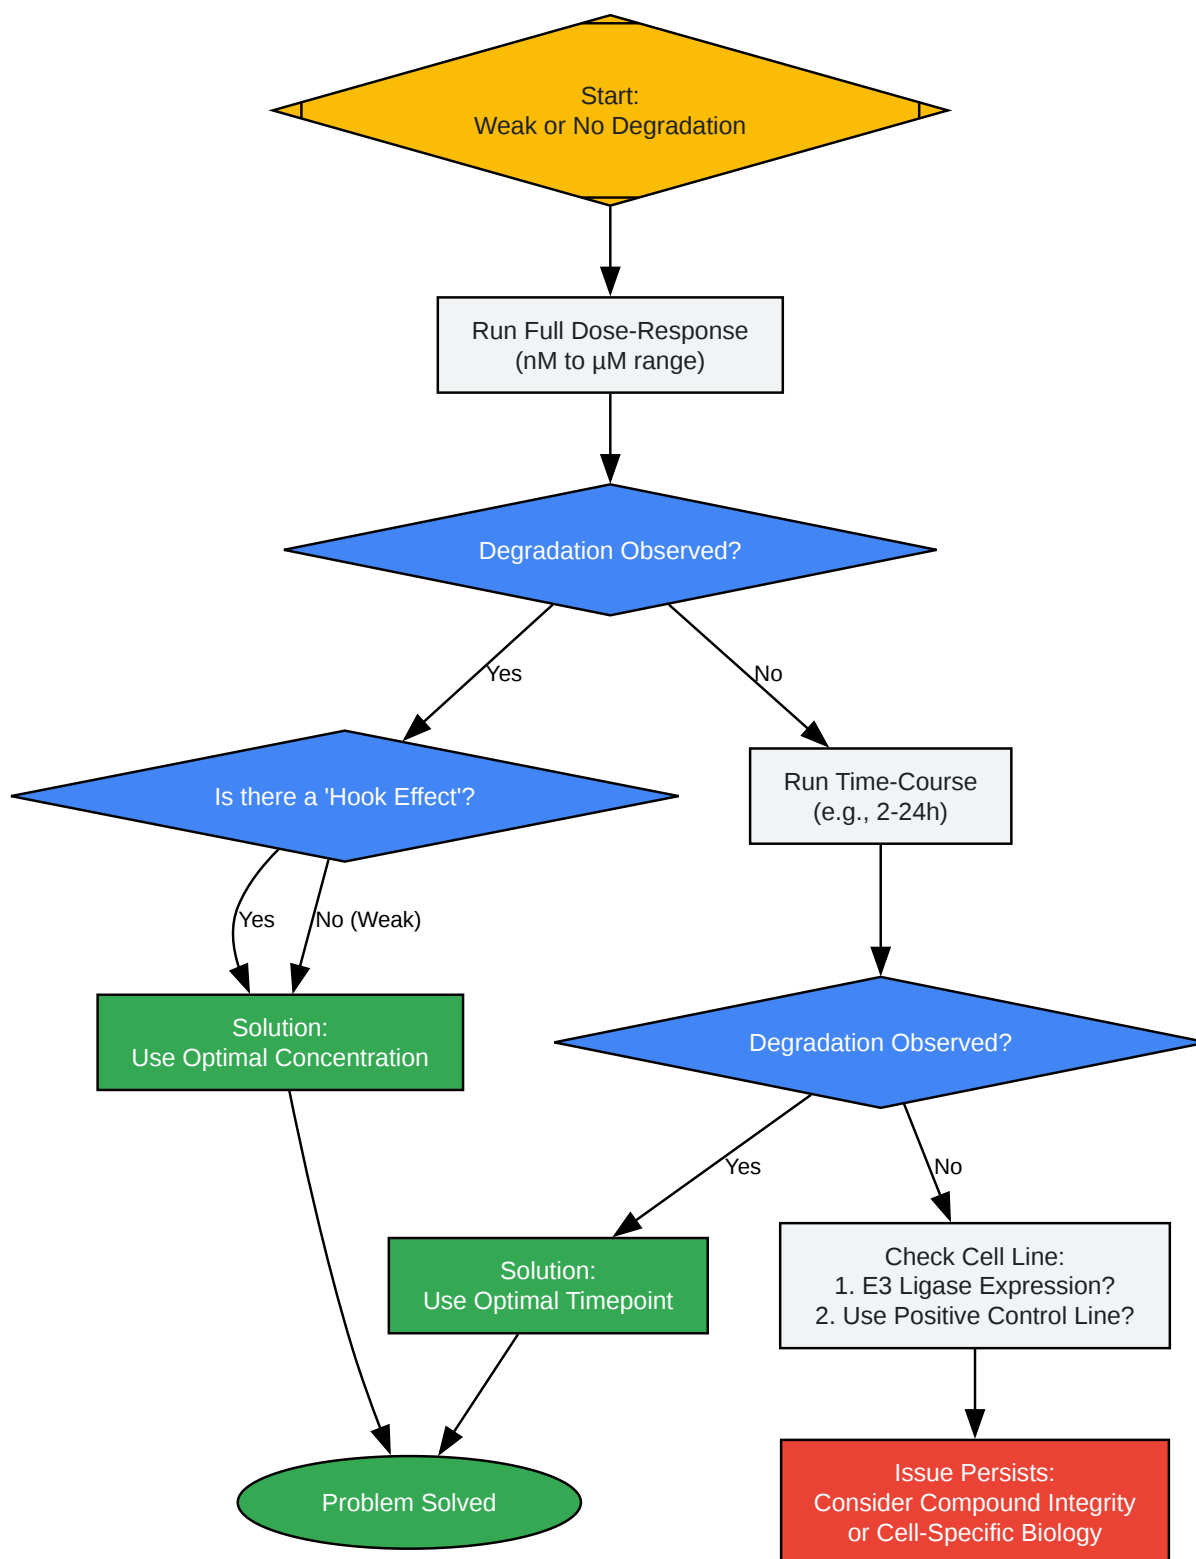 Start:
Weak or No Degradation
Run Full Dose-Response
(nM to µM range)
Degradation Observed?
Yes
No
Is there a 'Hook Effect'?
Run Time-Course
(e.g., 2-24h)
Yes
No (Weak)
Solution:
Use Optimal Concentration
Degradation Observed?
Yes
No
Solution:
Use Optimal Timepoint
Check Cell Line:
1. E3 Ligase Expression?
2. Use Positive Control Line?
Problem Solved
Issue Persists:
Consider Compound Integrity
or Cell-Specific Biology